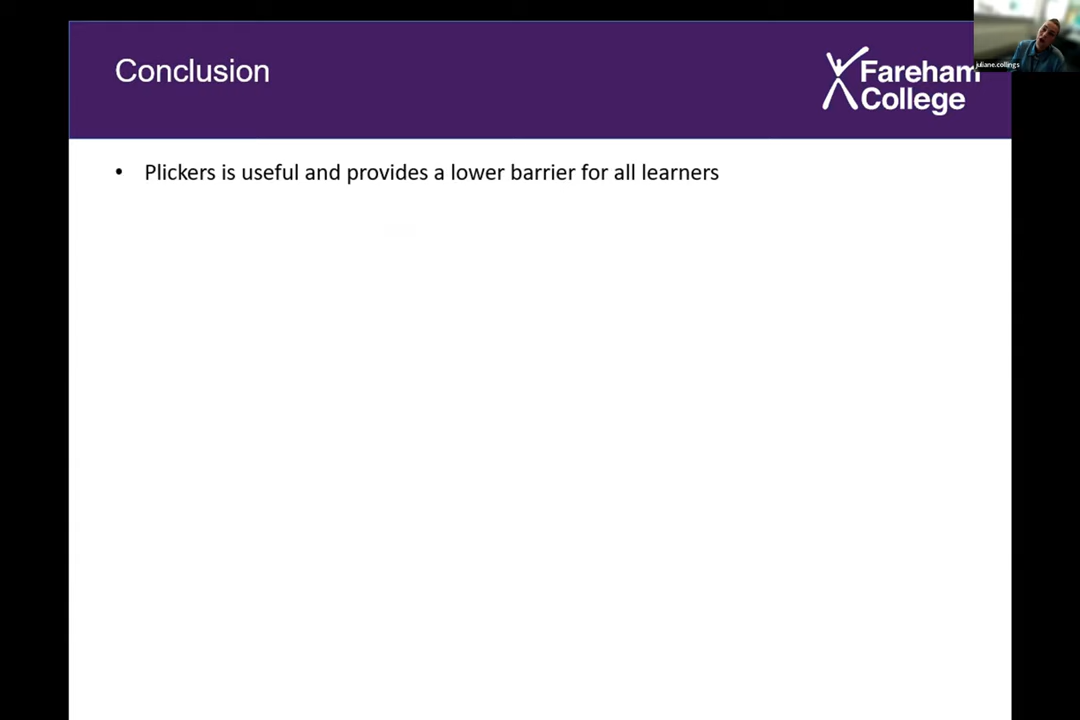 juliane.collings
Conclusion
Fareham
College
• Plickers is useful and provides a lower barrier for all learners